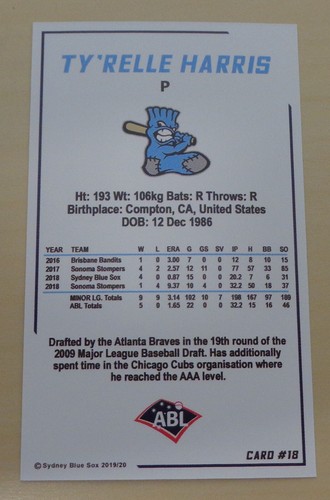 TY'RELLE HARRIS
P
Ht: 193 Wt: 106kg Bats: R Throws: R
Birthplace: Compton, CA, United States
DOB: 12 Dec 1986
YEAR TEAM W L ERA G GS SV IP H BB SO
2016 Brisbane Bandits 1 0 3.00 7 0 0 12 8 10 15
2017 Sonoma Stompers 4 2 2.57 12 11 0 77 57 33 85
2018 Sydney Blue Sox 4 0 0.87 15 0 0 20.2 7 6 31
2018 Sonoma Stompers 1 4 9.37 10 4 0 32.2 50 18 37
MINOR LG. Totals 9 9 3.14 102 10 7 198 167 97 180
ABL Totals 5 0 1.65 22 0 0 32.2 15 16 46
Drafted by the Atlanta Braves in the 19th round of the
2009 Major League Baseball Draft. Has additionally
spent time in the Chicago Cubs organisation where
he reached the AAA level.
ABL
CARD #18
© Sydney Blue Sox 2019/20